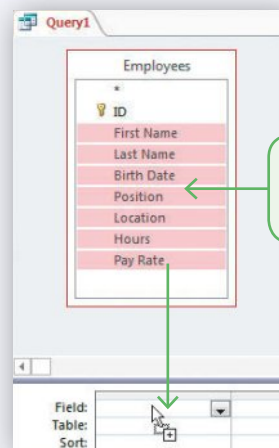 Query1
Employees
*
ID
First Name
Last Name
Birth Date
Position
Location
Hours
Pay Rate
Field:
Table:
Sort: